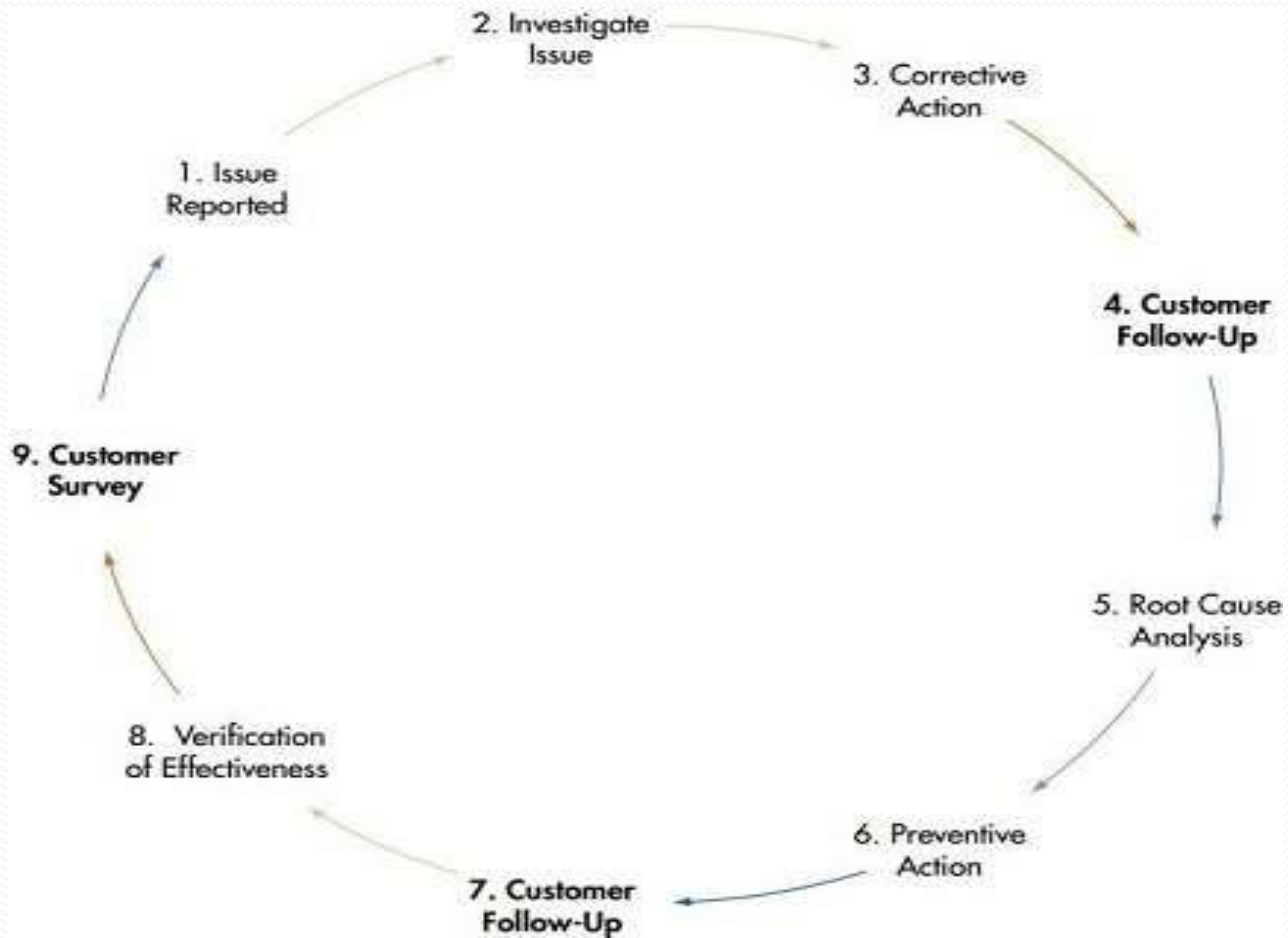 1. Issue
Reported
2. Investigate
Issue
3. Corrective
Action
4. Customer
Follow-Up
5. Root Cause
Analysis
6. Preventive
Action
7. Customer
Follow-Up
8. Verification
of Effectiveness
9. Customer
Survey